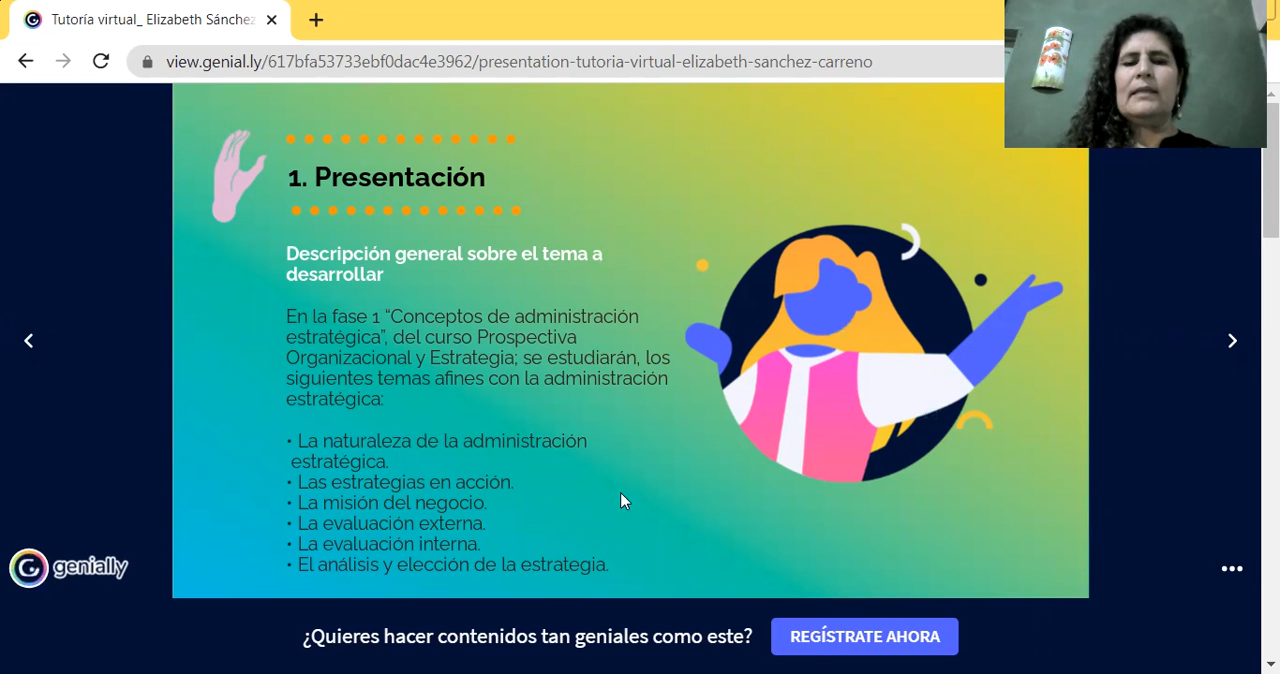 Tutoría virtual_ Elizabeth Sánchez
view.genial.ly/617bfa53733ebf0dac4e3962/presentation-tutoria-virtual-elizabeth-sanchez-carreno
1. Presentación
Descripción general sobre el tema a
desarrollar
En la fase 1 “Conceptos de administración
estratégica”, del curso Prospectiva
Organizacional y Estrategia; se estudiarán, los
siguientes temas afines con la administración
estratégica:
• La naturaleza de la administración
estratégica.
• Las estrategias en acción.
• La misión del negocio.
• La evaluación externa.
• La evaluación interna.
• El análisis y elección de la estrategia.
genially
¿Quieres hacer contenidos tan geniales como este?
REGÍSTRATE AHORA